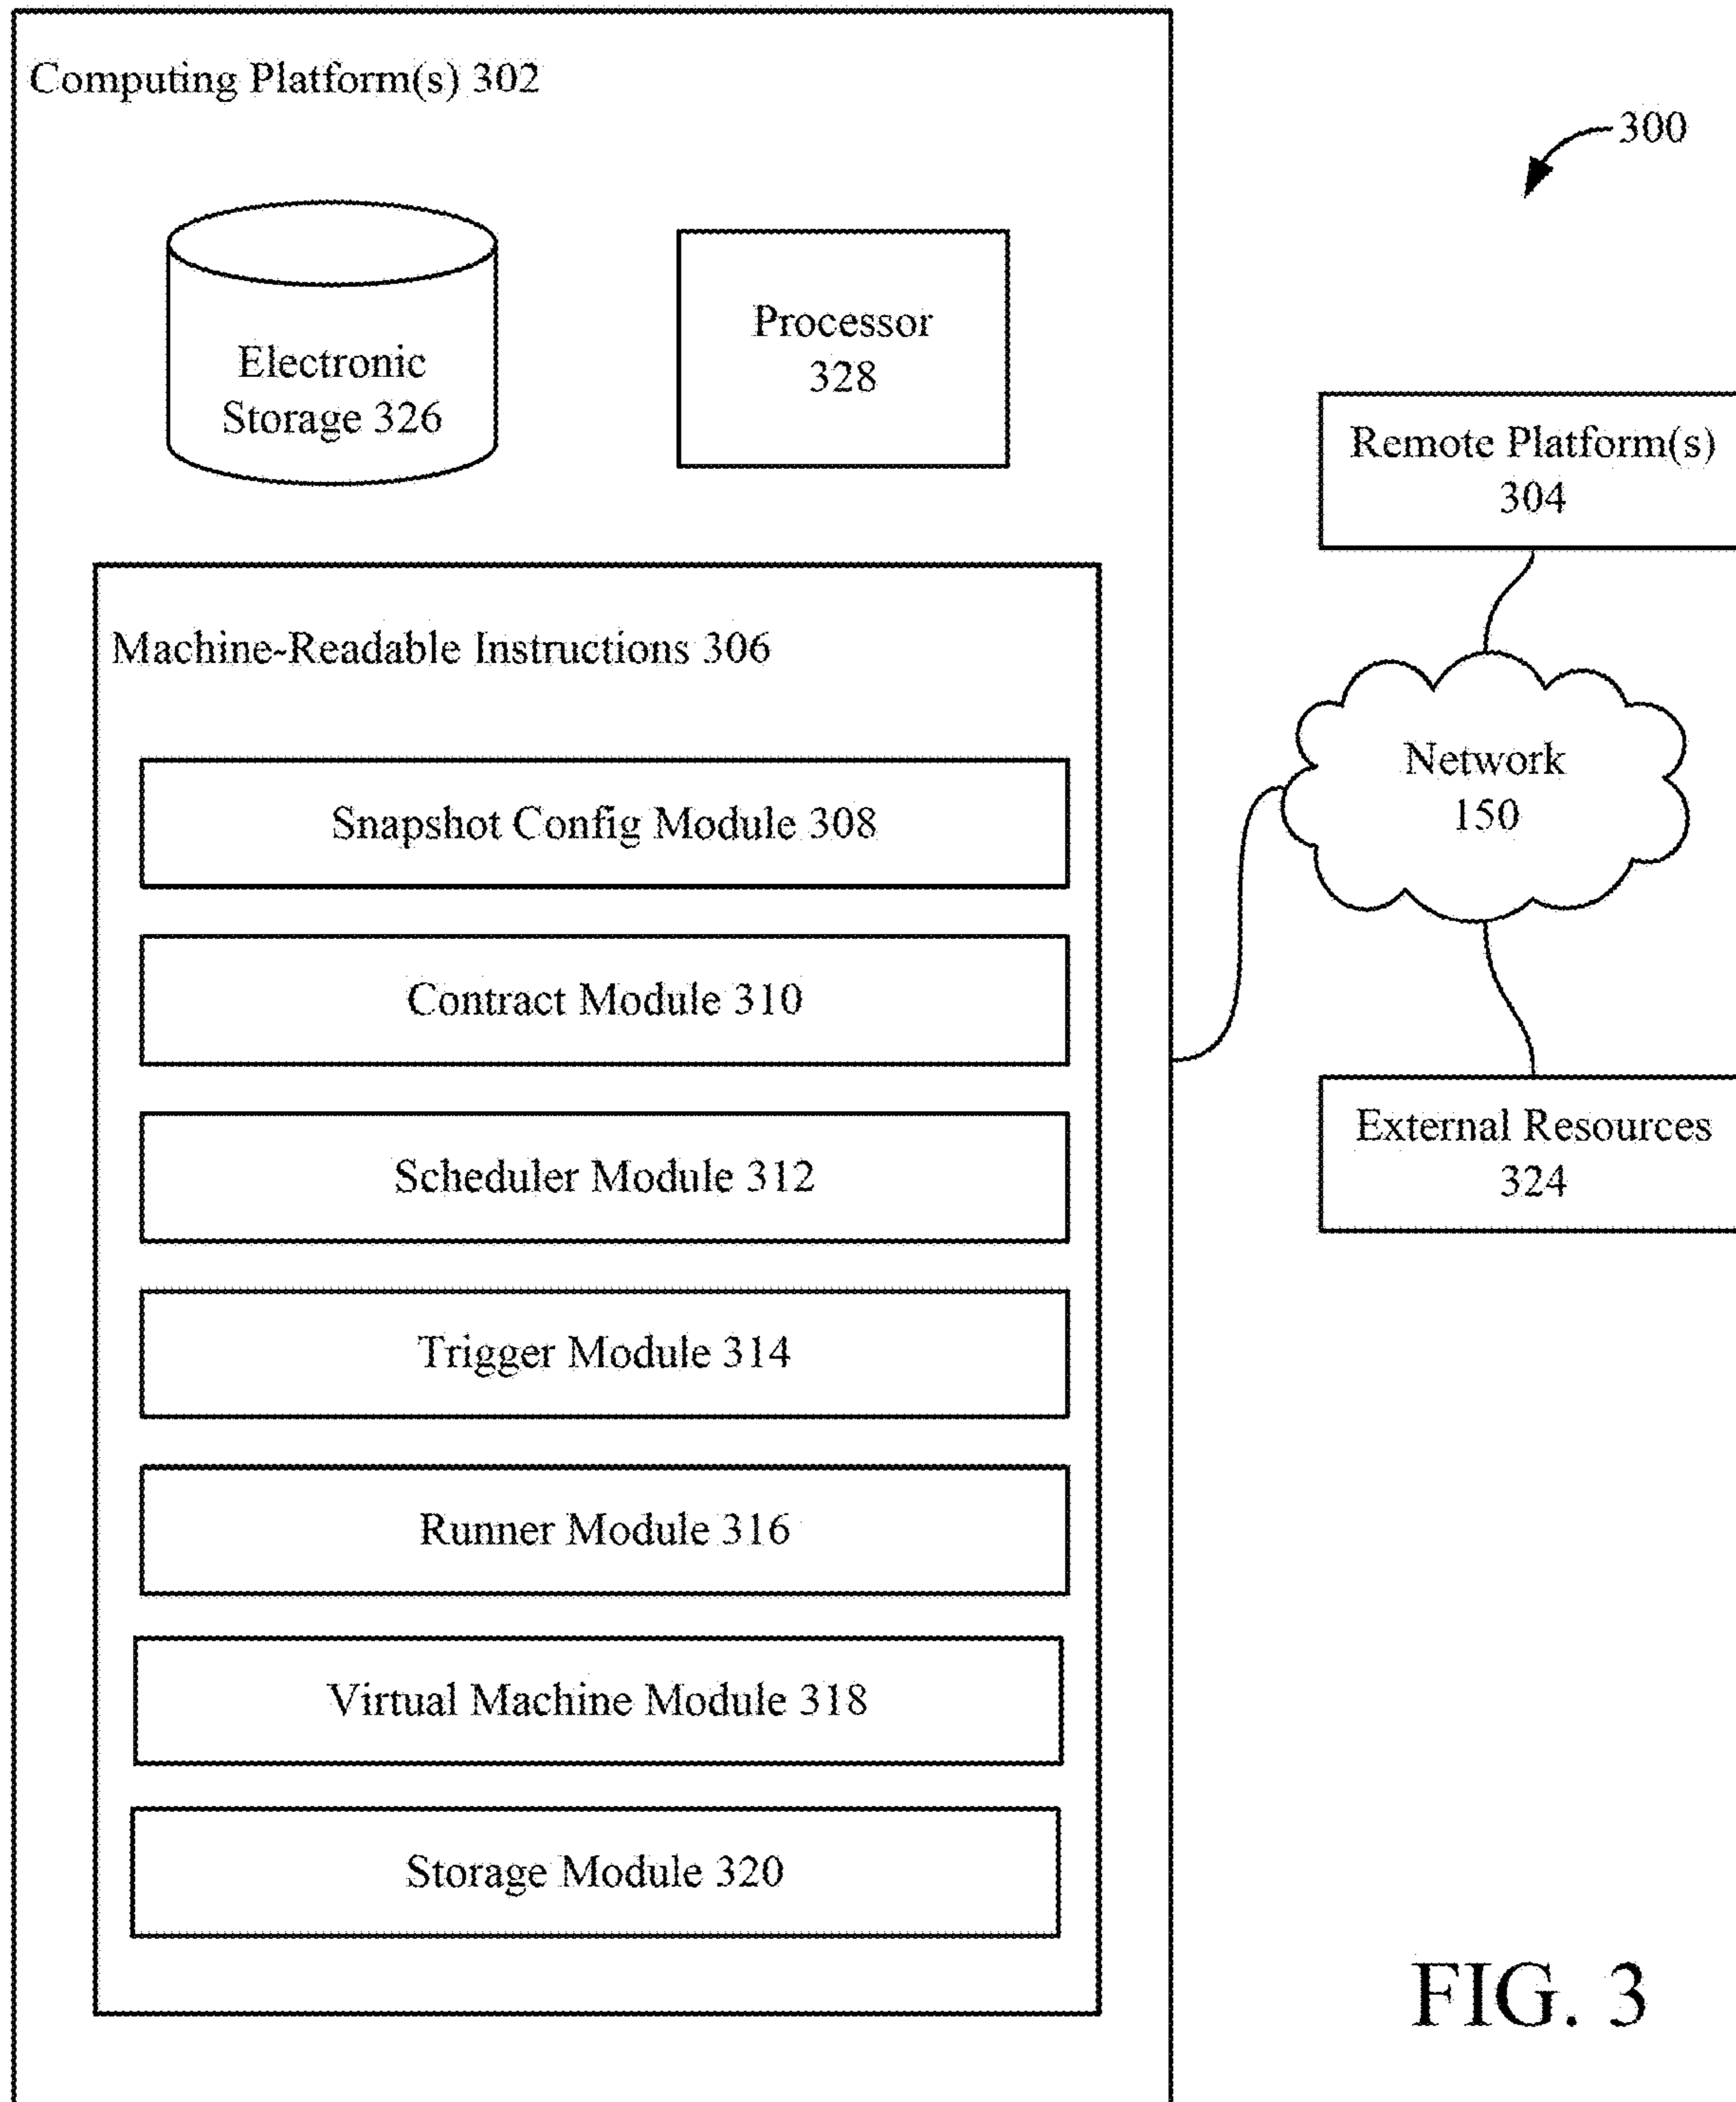 Computing Platform(s) 302
300
Electronic
Storage 326
Processor
328
Remote Platform(s)
304
Machine-Readable Instructions 306
Snapshot Config Module 308
Contract Module 310
Scheduler Module 312
Trigger Module 314
Runner Module 316
Virtual Machine Module 318
Storage Module 320
Network
150
External Resources
324
FIG. 3